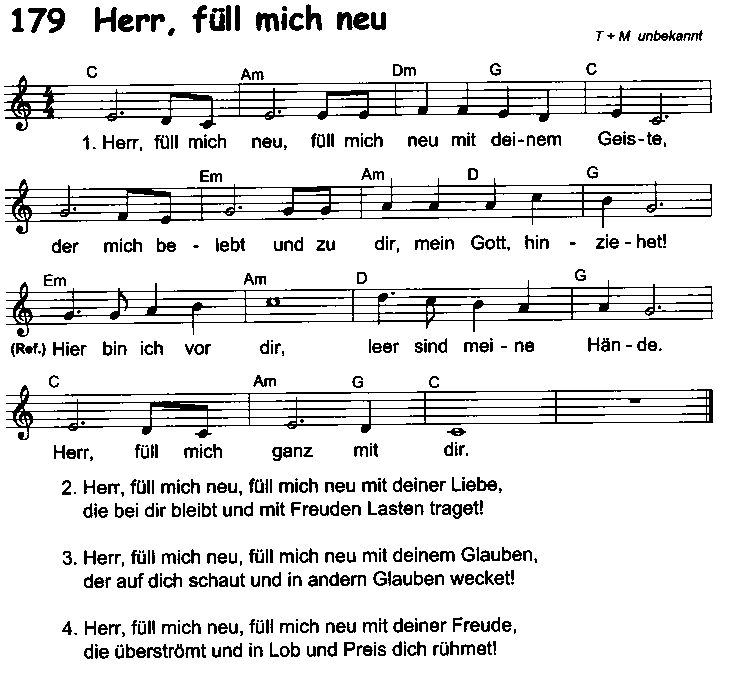 179 Herr, füll mich neu
T + M unbekannt
C Am Dm G C
1. Herr, füll mich neu, füll mich neu mit dei-nem Geis-te,
Em Am D G
der mich be - lebt und zu dir, mein Gott, hin - zie-het!
Em Am D G
(Ref.) Hier bin ich vor dir, leer sind mei - ne Hän - de.
C Am G C
Herr, füll mich ganz mit dir.
2. Herr, füll mich neu, füll mich neu mit deiner Liebe,
die bei dir bleibt und mit Freuden Lasten traget!
3. Herr, füll mich neu, füll mich neu mit deinem Glauben,
der auf dich schaut und in andern Glauben wecket!
4. Herr, füll mich neu, füll mich neu mit deiner Freude,
die überströmt und in Lob und Preis dich rühmet!